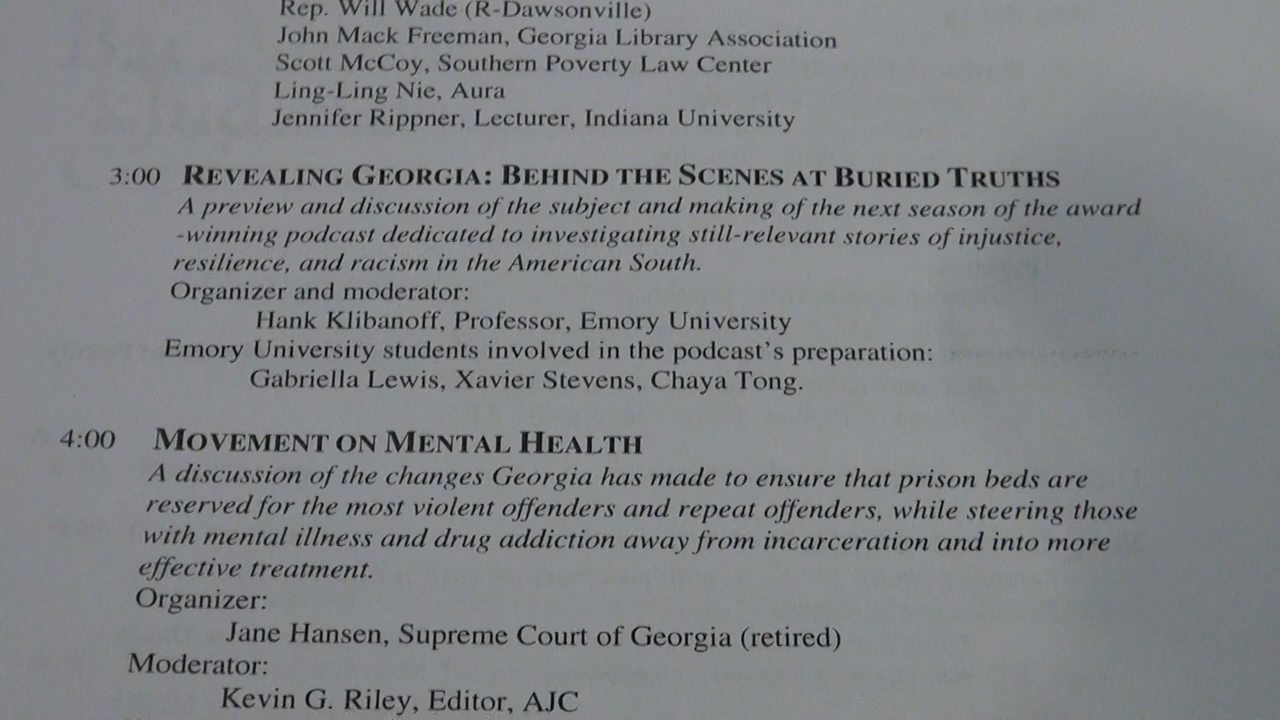 Rep. Will Wade (R-Dawsonville)
John Mack Freeman, Georgia Library Association
Scott McCoy, Southern Poverty Law Center
Ling-Ling Nie, Aura
Jennifer Rippner, Lecturer, Indiana University
3:00 REVEALING GEORGIA: BEHIND THE SCENES AT BURIED TRUTHS
A preview and discussion of the subject and making of the next season of the award
-winning podcast dedicated to investigating still-relevant stories of injustice,
resilience, and racism in the American South.
Organizer and moderator:
Hank Klibanoff, Professor, Emory University
Emory University students involved in the podcast's preparation:
Gabriella Lewis, Xavier Stevens, Chaya Tong.
4:00 MOVEMENT ON MENTAL HEALTH
A discussion of the changes Georgia has made to ensure that prison beds are
reserved for the most violent offenders and repeat offenders, while steering those
with mental illness and drug addiction away from incarceration and into more
effective treatment.
Organizer:
Jane Hansen, Supreme Court of Georgia (retired)
Moderator:
Kevin G. Riley, Editor, AJC